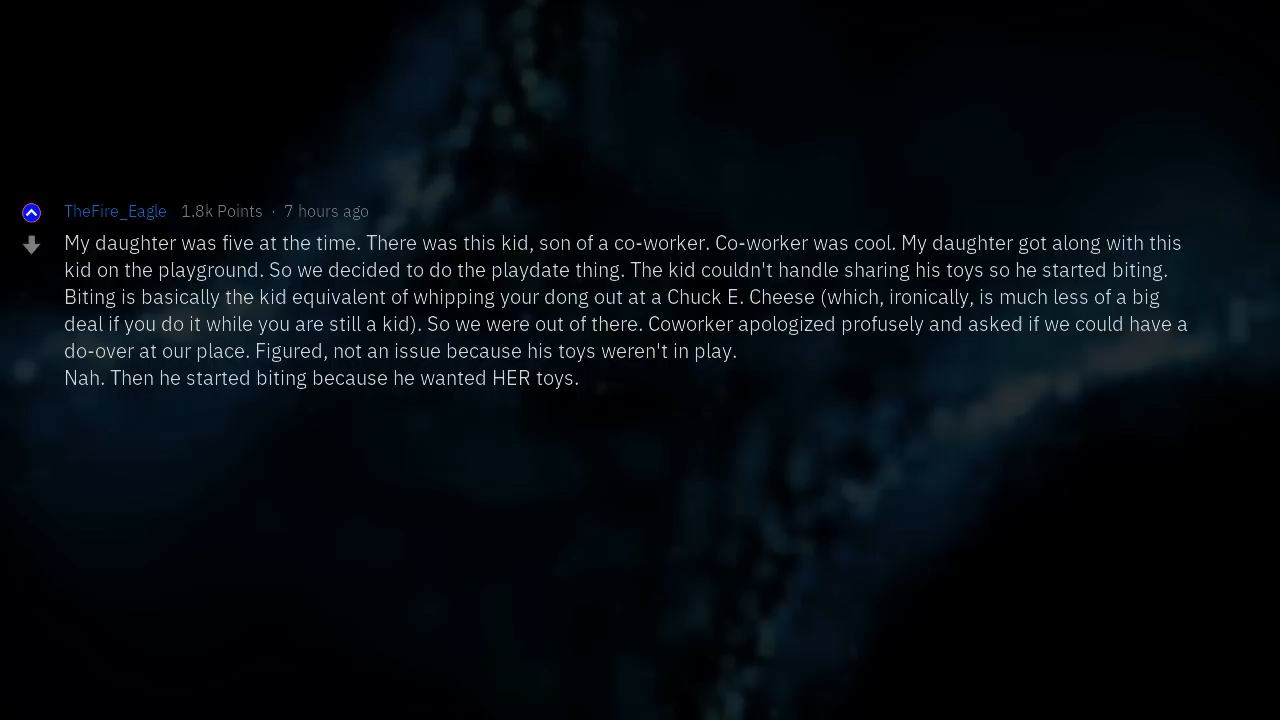 TheFire_Eagle 1.8k Points · 7 hours ago
My daughter was five at the time. There was this kid, son of a co-worker. Co-worker was cool. My daughter got along with this
kid on the playground. So we decided to do the playdate thing. The kid couldn't handle sharing his toys so he started biting.
Biting is basically the kid equivalent of whipping your dong out at a Chuck E. Cheese (which, ironically, is much less of a big
deal if you do it while you are still a kid). So we were out of there. Coworker apologized profusely and asked if we could have a
do-over at our place. Figured, not an issue because his toys weren't in play.
Nah. Then he started biting because he wanted HER toys.